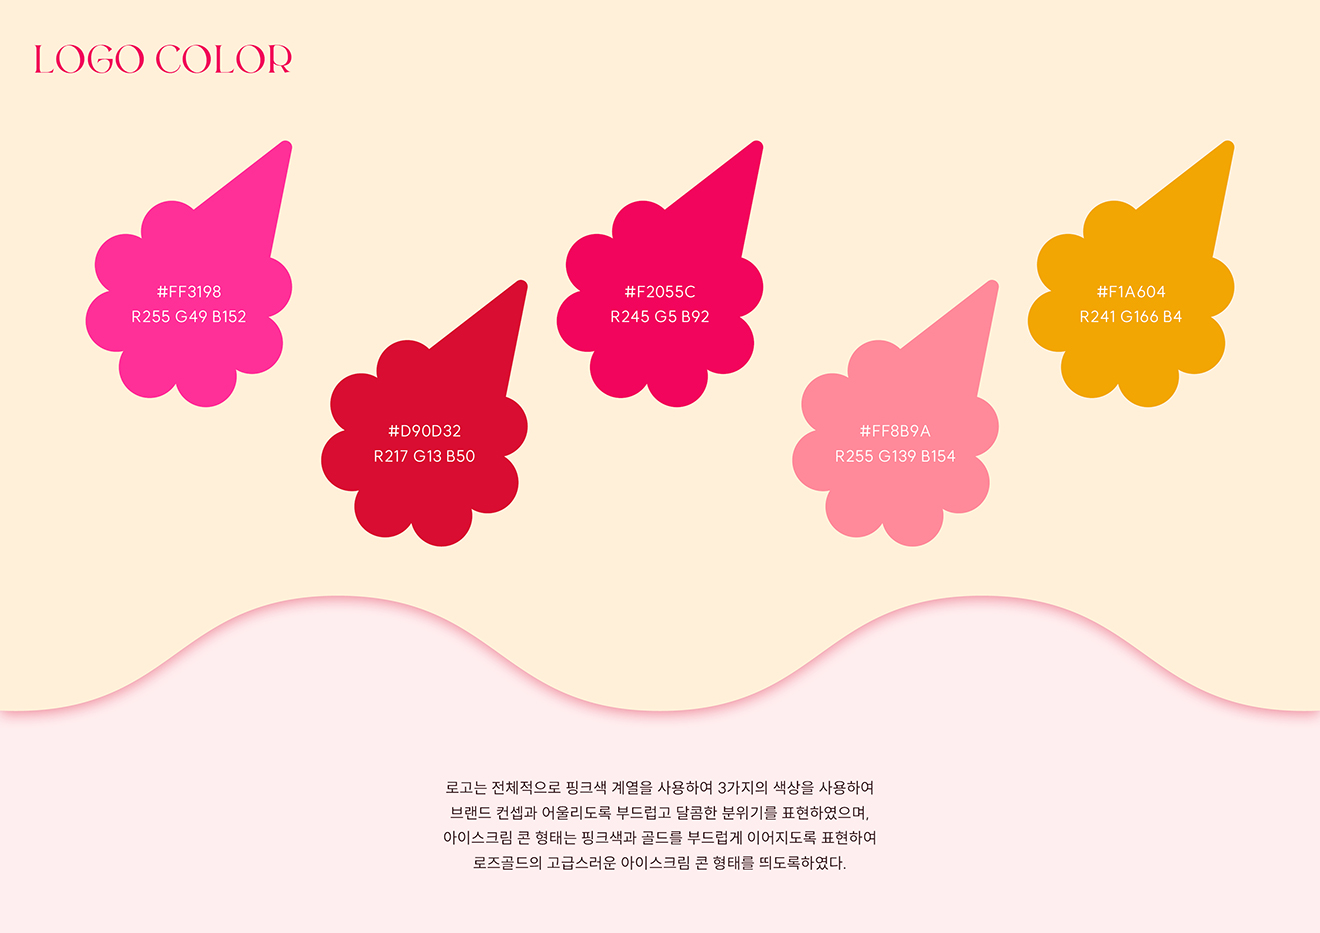 LOGO COLOR
#FF3198
R255 G49 B152
#D90D32
R217 G13 B50
#F2055C
R245 G5 B92
#FF8B9A
R255 G139 B154
#F1A604
R241 G166 B4
로고는 전체적으로 핑크색 계열을 사용하여 3가지의 색상을 사용하여
브랜드 컨셉과 어울리도록 부드럽고 달콤한 분위기를 표현하였으며,
아이스크림 콘 형태는 핑크색과 골드를 부드럽게 이어지도록 표현하여
로즈골드의 고급스러운 아이스크림 콘 형태를 띄도록하였다.